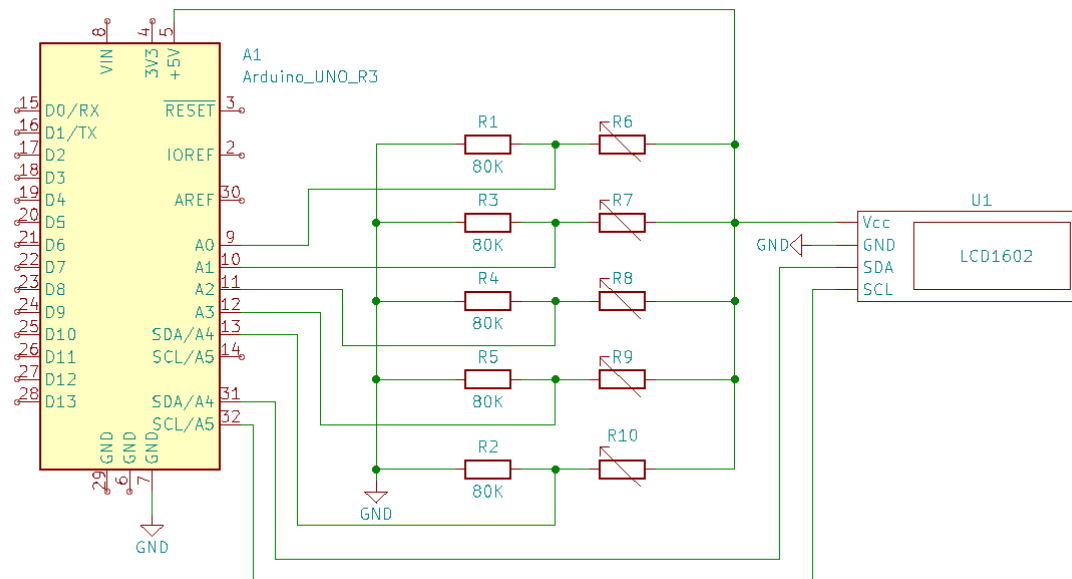 8
4
5
VIN
3V3
+5V
A1
Arduino_UNO_R3
15
D0/RX
RESET
3
16
D1/TX
17
D2
IOREF
2
18
D3
19
D4
AREF
30
20
D5
21
D6
A0
9
22
D7
A1
10
23
D8
A2
11
24
D9
A3
12
25
D10
SDA/A4
13
26
D11
SCL/A5
14
27
D12
28
D13
SDA/A4
31
SCL/A5
32
GND
GND
GND
29
6
7
GND
R1
80K
R6
R3
80K
R7
R4
80K
R8
R5
80K
R9
R2
80K
R10
GND
U1
Vcc
GND
GND
SDA
SCL
LCD1602